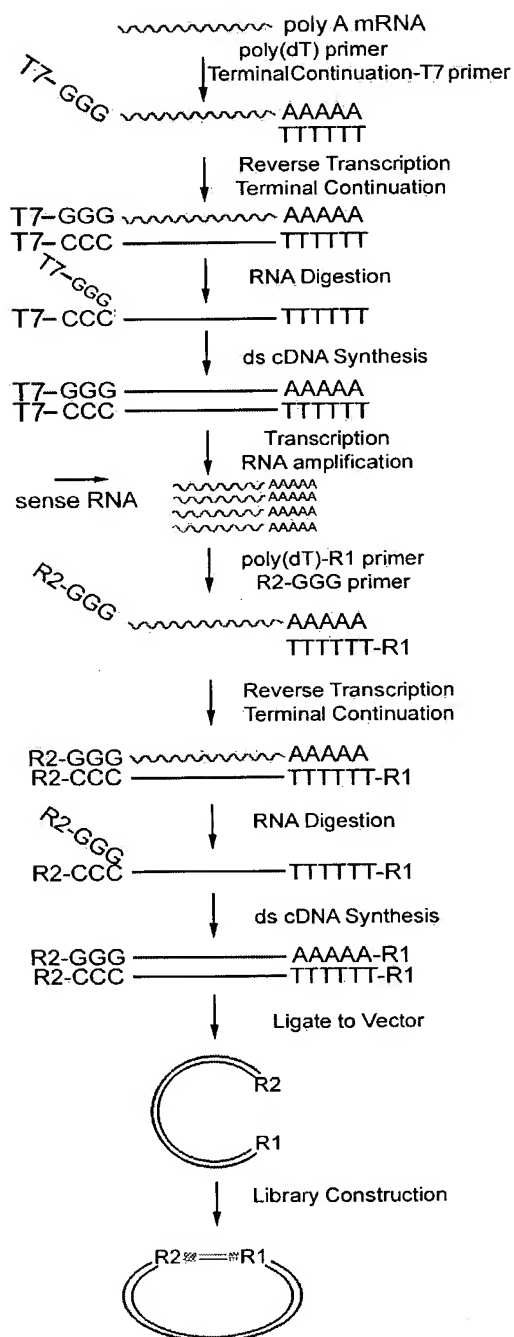 poly A mRNA
poly(dT) primer
TerminalContinuation-T7 primer
T7-GGG
AAAAA
TTTTTT
Reverse Transcription
Terminal Continuation
T7-GGG AAAAA
T7-CCC TTTTTT
RNA Digestion
T7-GGG
T7-CCC TTTTTT
ds cDNA Synthesis
T7-GGG AAAAA
T7-CCC TTTTTT
Transcription
RNA amplification
sense RNA
AAAAA
AAAAA
AAAAA
AAAAA
poly(dT)-R1 primer
R2-GGG primer
R2-GGG
AAAAA
TTTTTT-R1
Reverse Transcription
Terminal Continuation
R2-GGG AAAAA
R2-CCC TTTTTT-R1
RNA Digestion
R2-GGG
R2-CCC TTTTTT-R1
ds cDNA Synthesis
R2-GGG AAAAA-R1
R2-CCC TTTTTT-R1
Ligate to Vector
R2
R1
Library Construction
R2 R1